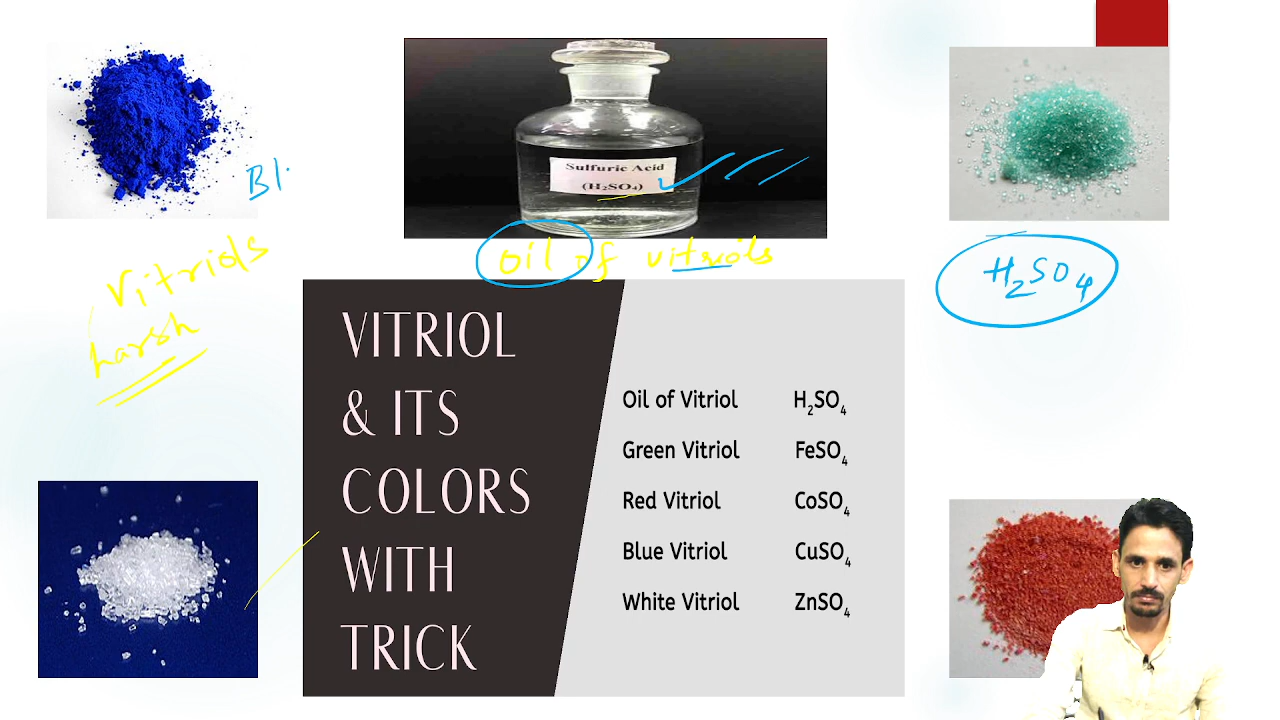 Sulfuric Acid
(H₂SO₄)
Bl
oil of vitriols
Vitriols
harsh
H₂SO₄
VITRIOL
& ITS
COLORS
WITH
TRICK
Oil of Vitriol H₂SO₄
Green Vitriol FeSO₄
Red Vitriol CoSO₄
Blue Vitriol CuSO₄
White Vitriol ZnSO₄